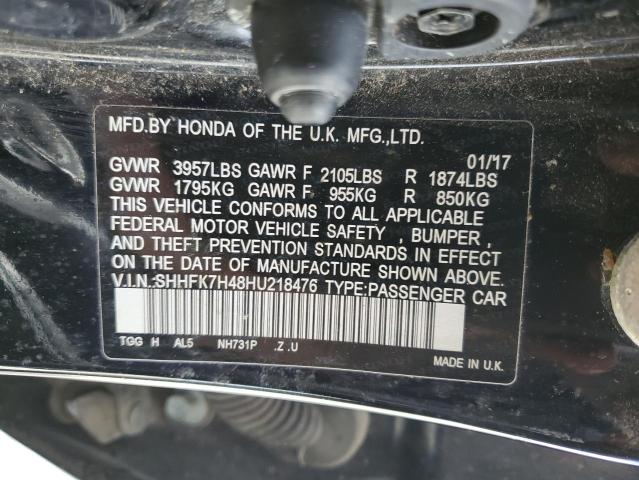 MFD.BY HONDA OF THE U.K. MFG.,LTD.
01/17
GVWR 3957LBS GAWR F 2105LBS R 1874LBS
GVWR 1795KG GAWR F 955KG R 850KG
THIS VEHICLE CONFORMS TO ALL APPLICABLE
FEDERAL MOTOR VEHICLE SAFETY , BUMPER ,
AND THEFT PREVENTION STANDARDS IN EFFECT
ON THE DATE OF MANUFACTURE SHOWN ABOVE.
V.I.N.:SHHFK7H48HU218476 TYPE:PASSENGER CAR
TGG H AL5 NH731P .Z .U
MADE IN U.K.